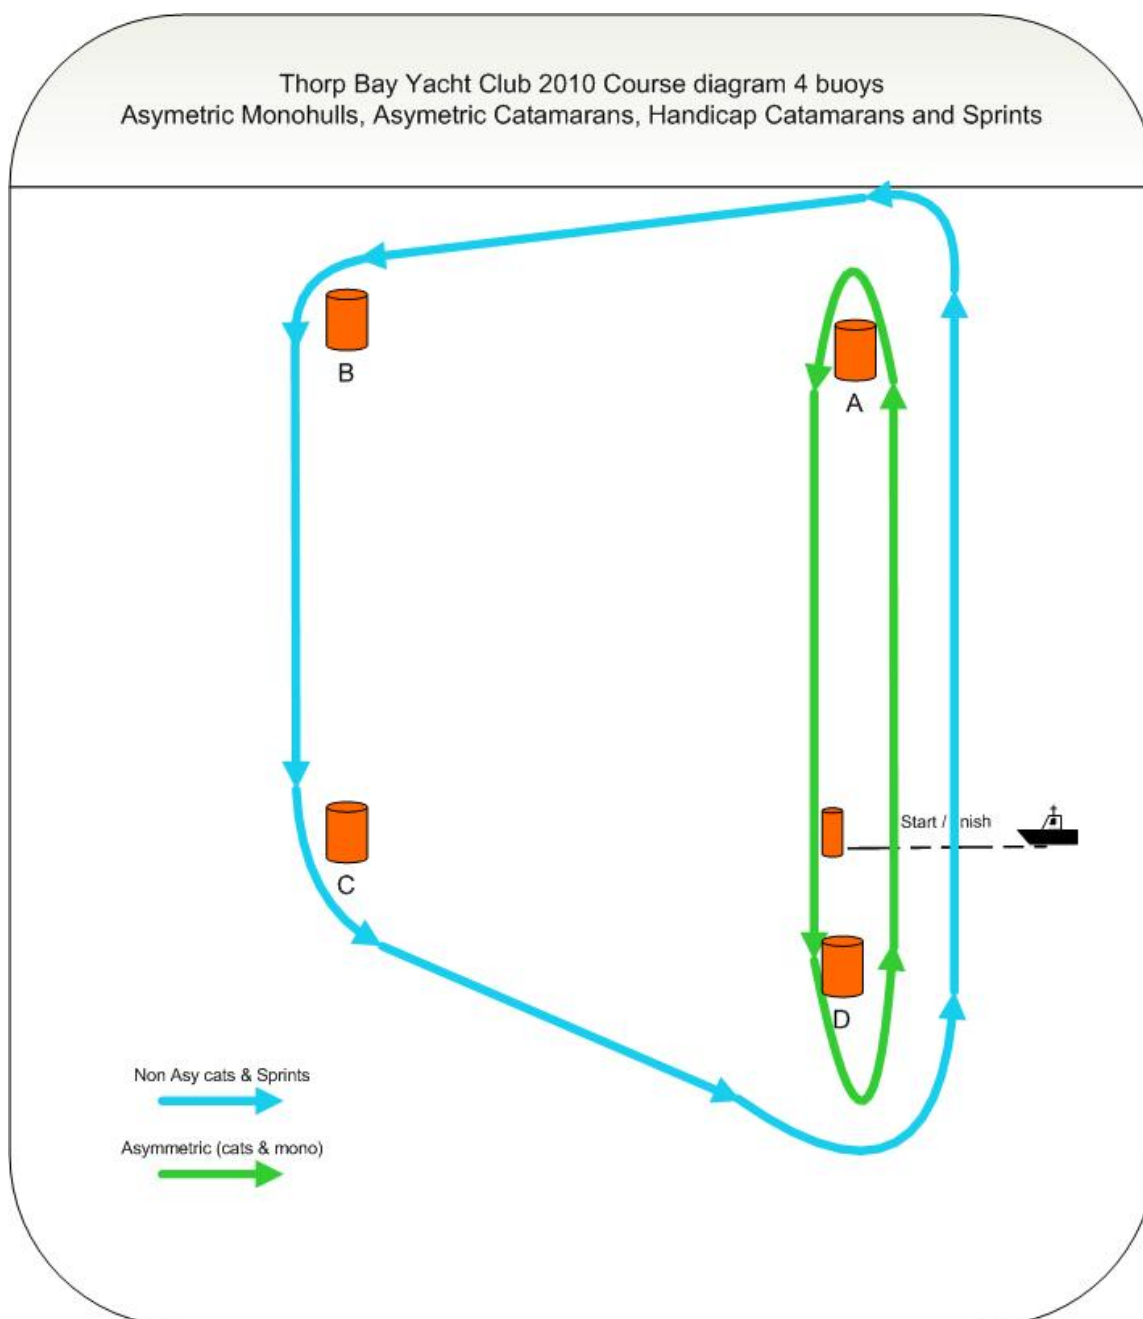 Thorp Bay Yacht Club 2010 Course diagram 4 buoys
Asymetric Monohulls, Asymetric Catamarans, Handicap Catamarans and Sprints
B
A
Start / nish
C
D
Non Asy cats & Sprints
Asymmetric (cats & mono)